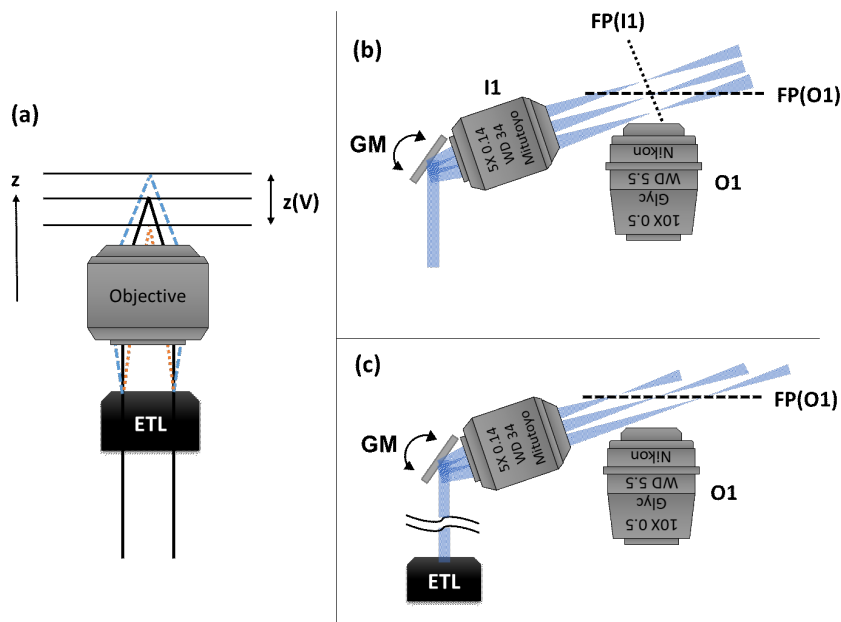 (a)
z
z(V)
Objective
ETL
(b)
FP(I1)
I1
FP(O1)
GM
5X 0.14
WD 34
Mitutoyo
Nikon
WD 5.5
Glyc
10X 0.5
O1
(c)
GM
5X 0.14
WD 34
Mitutoyo
FP(O1)
Nikon
WD 5.5
Glyc
10X 0.5
O1
ETL